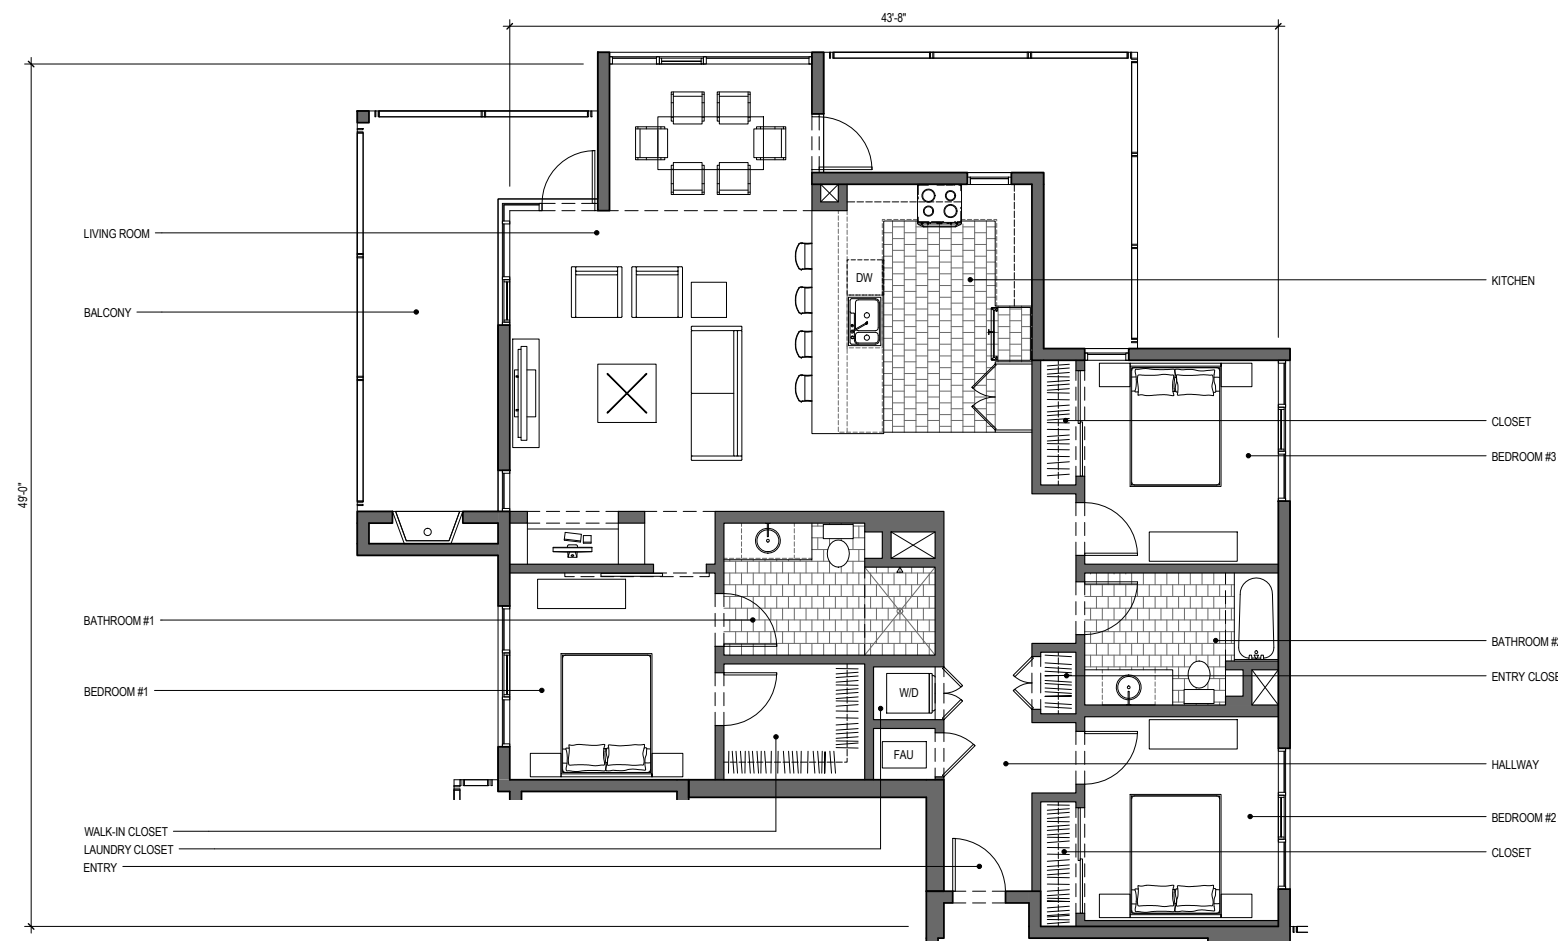 43'-8"
LIVING ROOM
BALCONY
49'-0"
BATHROOM #1
BEDROOM #1
WALK-IN CLOSET
LAUNDRY CLOSET
ENTRY
DW
W/D
FAU
KITCHEN
CLOSET
BEDROOM #3
BATHROOM
ENTRY CLOSE
HALLWAY
BEDROOM #2
CLOSET